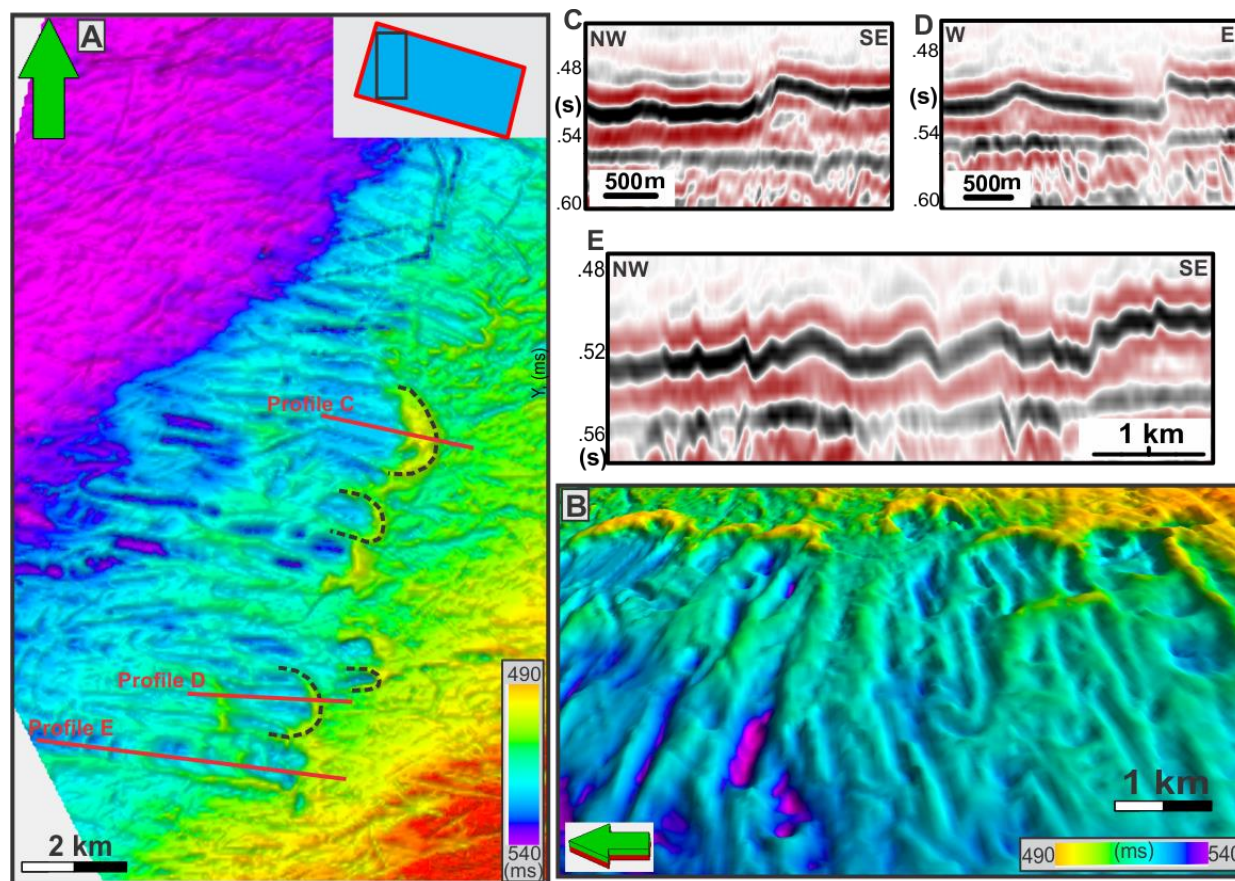 A
Y, (ms)
Profile C
Profile D
Profile E
490
540
(ms)
2 km
C
NW
SE
.48
(s)
.54
.60
500m
D
W
E
.48
(s)
.54
.60
500m
E
NW
SE
.48
.52
.56
(s)
1 km
B
1 km
490
(ms)
540